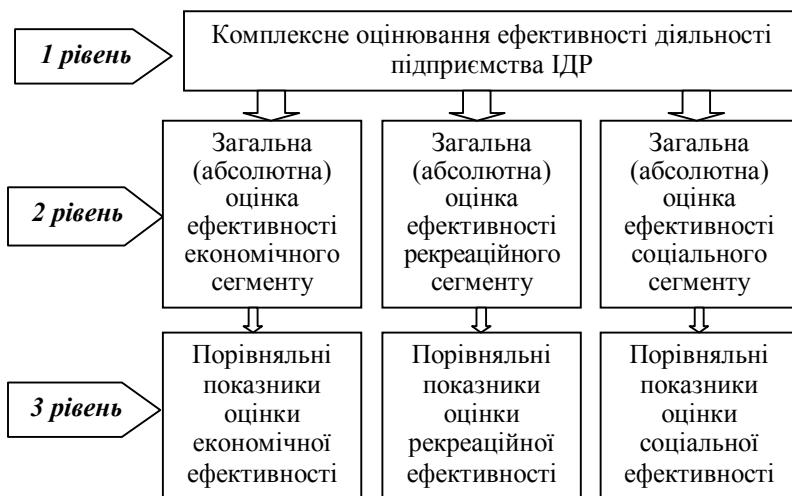 1 рівень
Комплексне оцінювання ефективності діяльності
підприємства ІДР
2 рівень
Загальна
(абсолютна)
оцінка
ефективності
економічного
сегменту
Загальна
(абсолютна)
оцінка
ефективності
рекреаційного
сегменту
Загальна
(абсолютна)
оцінка
ефективності
соціального
сегменту
3 рівень
Порівняльні
показники
оцінки
економічної
ефективності
Порівняльні
показники
оцінки
рекреаційної
ефективності
Порівняльні
показники
оцінки
соціальної
ефективності